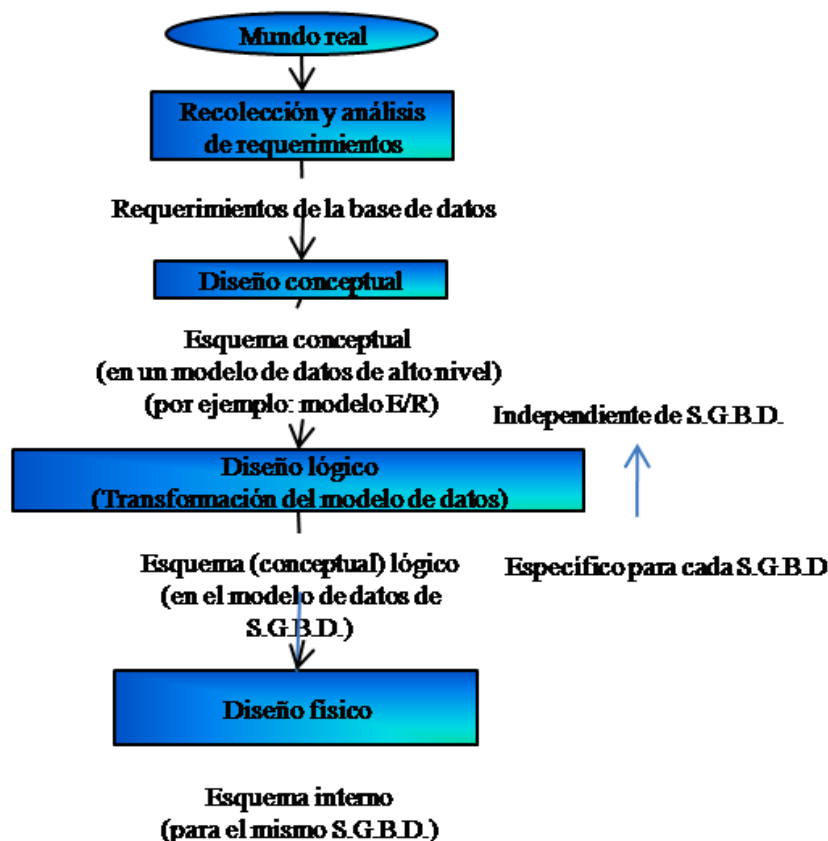 Mundo real
Recolección y análisis
de requerimientos
Requerimientos de la base de datos
Diseño conceptual
Esquema conceptual
(en un modelo de datos de alto nivel)
(por ejemplo: modelo E/R)
Independiente de S.G.B.D.
Diseño lógico
(Transformación del modelo de datos)
Esquema (conceptual) lógico
(en el modelo de datos de
S.G.B.D.)
Específico para cada S.G.B.D
Diseño físico
Esquema interno
(para el mismo S.G.B.D.)